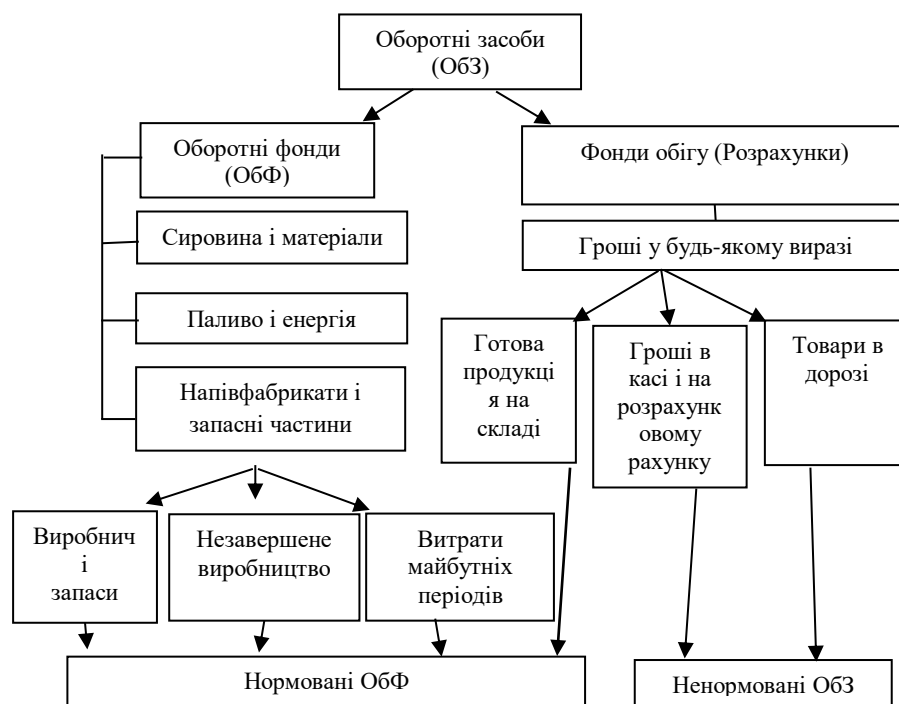 Оборотні засоби
(ОбЗ)
Оборотні фонди
(ОбФ)
Фонди обігу (Розрахунки)
Сировина і матеріали
Гроші у будь-якому виразі
Паливо і енергія
Готова
продукці
я на
складі
Гроші в
касі і на
розрахунк
овому
рахунку
Товари в
дорозі
Напівфабрикати і
запасні частини
Виробнич
і
запаси
Незавершене
виробництво
Витрати
майбутніх
періодів
Нормовані ОбФ
Ненормовані ОбЗ